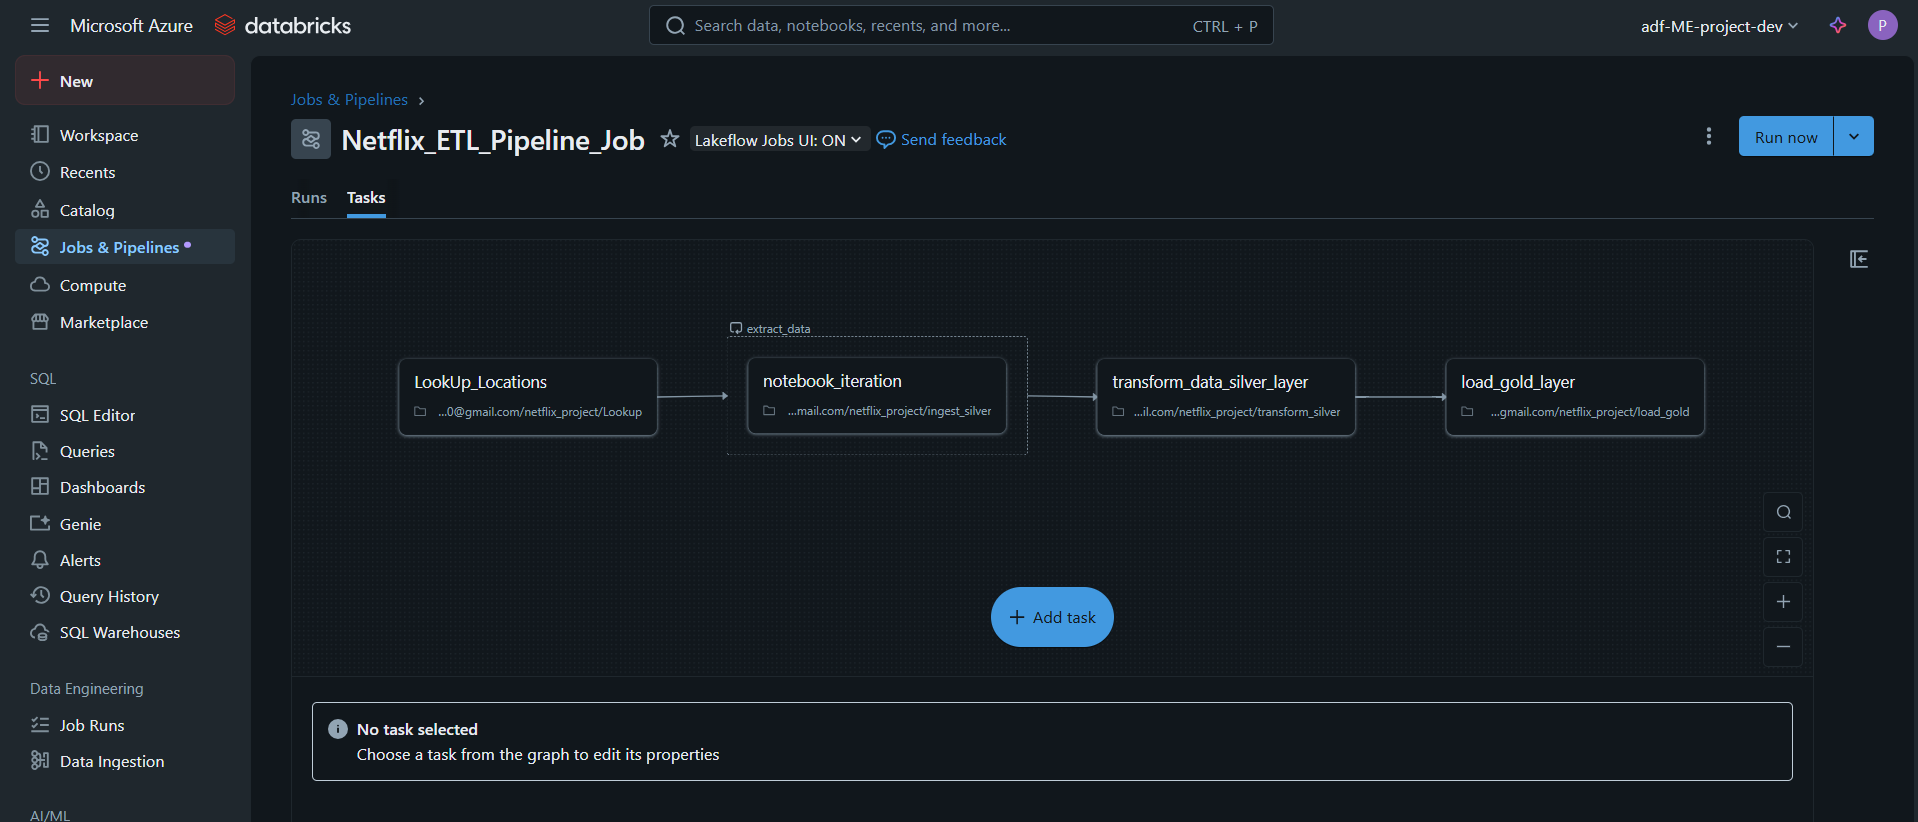 Microsoft Azure databricks
Search data, notebooks, recents, and more... CTRL + P
adf-ME-project-dev
P
New
Workspace
Recents
Catalog
Jobs & Pipelines
Compute
Marketplace
SQL
SQL Editor
Queries
Dashboards
Genie
Alerts
Query History
SQL Warehouses
Data Engineering
Job Runs
Data Ingestion
AI/ML
Jobs & Pipelines ›
Netflix_ETL_Pipeline_Job
Lakeflow Jobs UI: ON
Send feedback
Run now
Runs Tasks
LookUp_Locations
...0@gmail.com/netflix_project/Lookup
extract_data
notebook_iteration
...mail.com/netflix_project/ingest_silver
transform_data_silver_layer
...il.com/netflix_project/transform_silver
load_gold_layer
...gmail.com/netflix_project/load_gold
+ Add task
No task selected
Choose a task from the graph to edit its properties